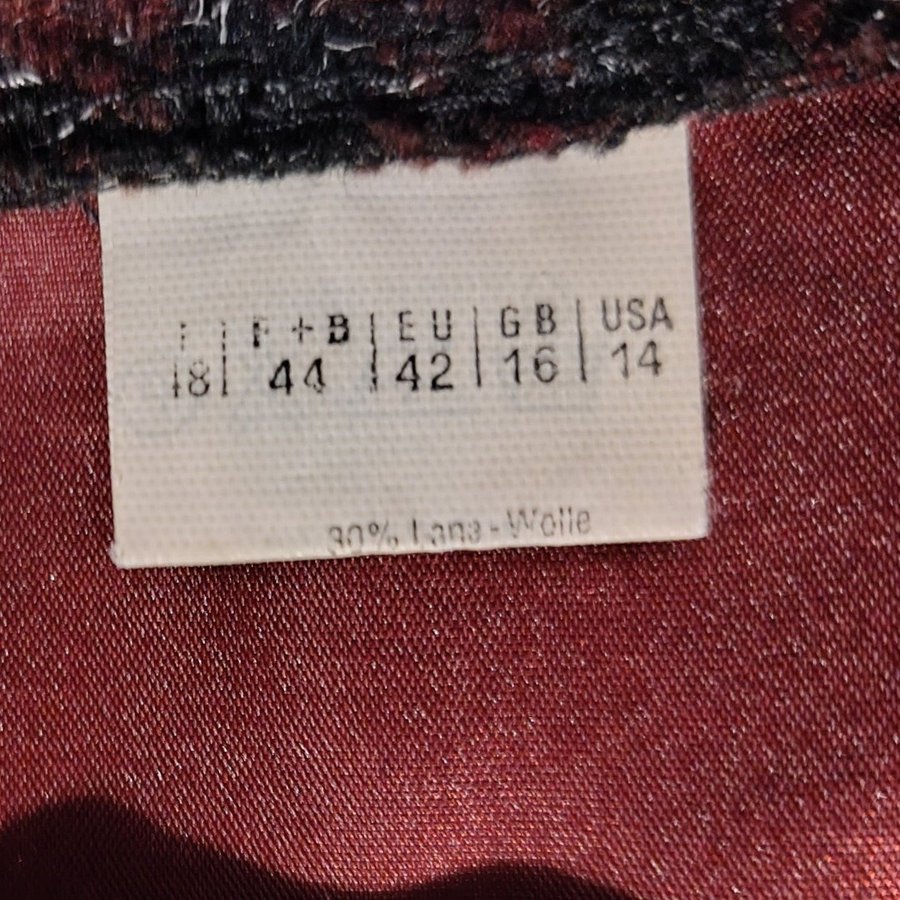 I | F + B | EU | GB | USA
48 | 44 | 42 | 16 | 14
30% Lana - Wolle